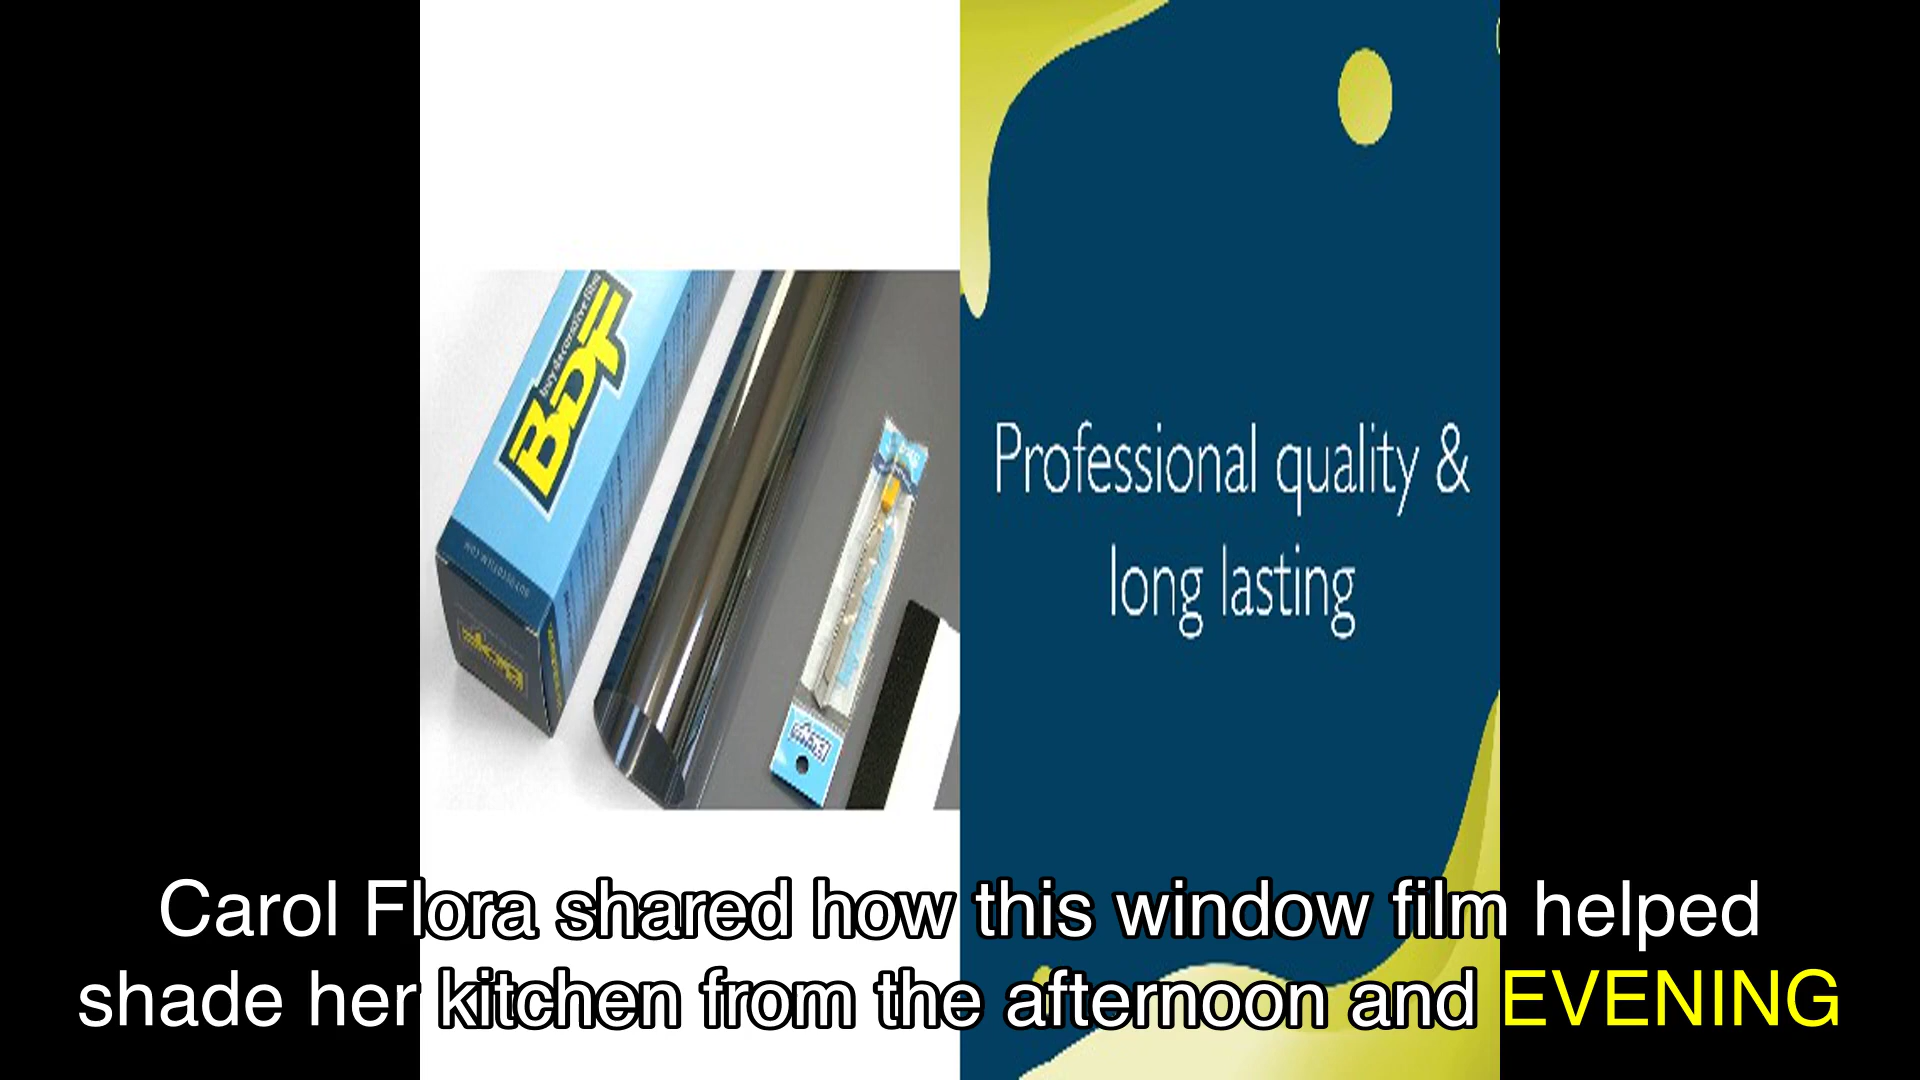 BDF
Professional quality &
long lasting
Carol Flora shared how this window film helped
shade her kitchen from the afternoon and EVENING